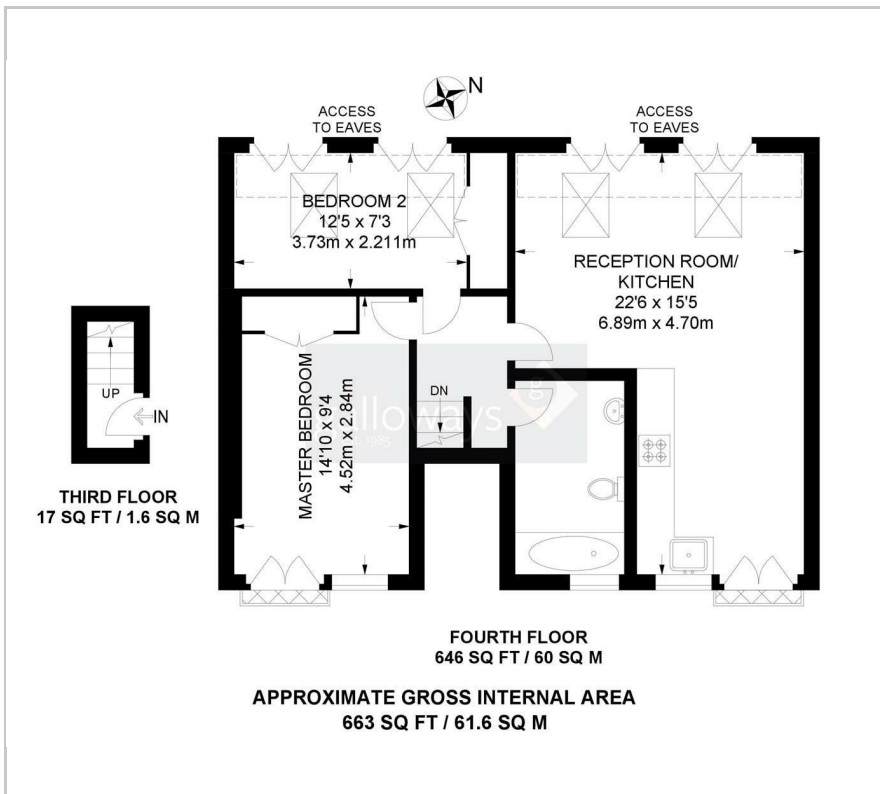 N
ACCESS
TO EAVES
ACCESS
TO EAVES
BEDROOM 2
12'5 x 7'3
3.73m x 2.211m
RECEPTION ROOM/
KITCHEN
22'6 x 15'5
6.89m x 4.70m
MASTER BEDROOM
14'10 x 9'4
4.52m x 2.84m
DN
UP
IN
THIRD FLOOR
17 SQ FT / 1.6 SQ M
FOURTH FLOOR
646 SQ FT / 60 SQ M
APPROXIMATE GROSS INTERNAL AREA
663 SQ FT / 61.6 SQ M